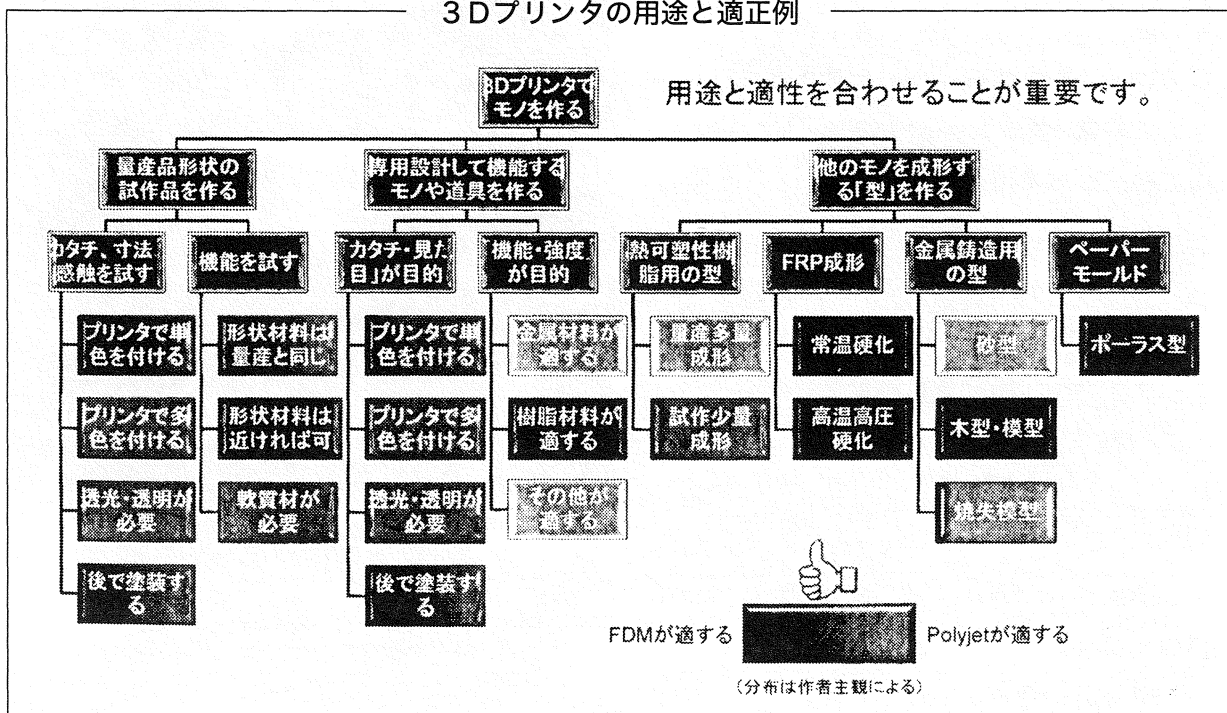 3Dプリンタの用途と適正例
3Dプリンタで
モノを作る
用途と適性を合わせることが重要です。
量産品形状の
試作品を作る
専用設計して機能する
モノや道具を作る
他のモノを成形す
る「型」を作る
カタチ、寸法
感触を試す
機能を試す
カタチ・見た
目」が目的
機能・強度
が目的
熱可塑性樹
脂用の型
FRP成形
金属鋳造用
の型
ペーパー
モールド
プリンタで単
色を付ける
形状材料は
量産と同じ
プリンタで単
色を付ける
金属材料が
適する
量産多量
成形
常温硬化
砂型
ポーラス型
プリンタで多
色を付ける
形状材料は
近ければ可
プリンタで多
色を付ける
樹脂材料が
適する
試作少量
成形
高温高圧
硬化
木型・模型
透光・透明が
必要
軟質材が
必要
透光・透明が
必要
その他が
適する
焼失模型
後で塗装す
る
後で塗装す
る
FDMが適する
Polyjetが適する
(分布は作者主観による)